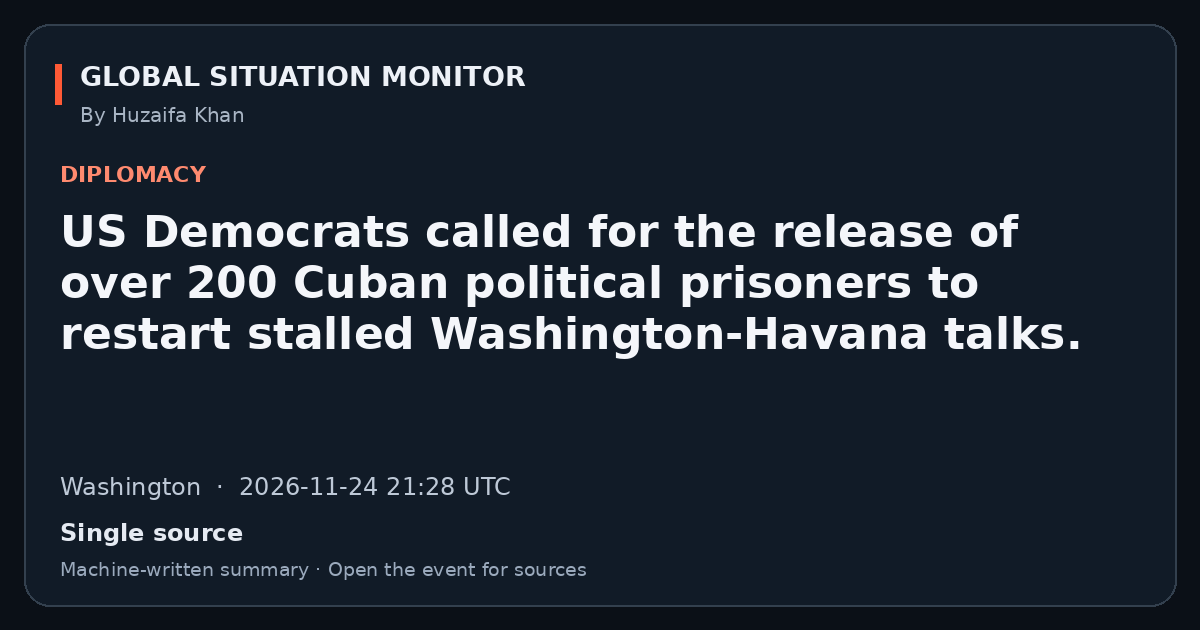 GLOBAL SITUATION MONITOR
By Huzaifa Khan
DIPLOMACY
US Democrats called for the release of
over 200 Cuban political prisoners to
restart stalled Washington-Havana talks.
Washington · 2026-11-24 21:28 UTC
Single source
Machine-written summary · Open the event for sources